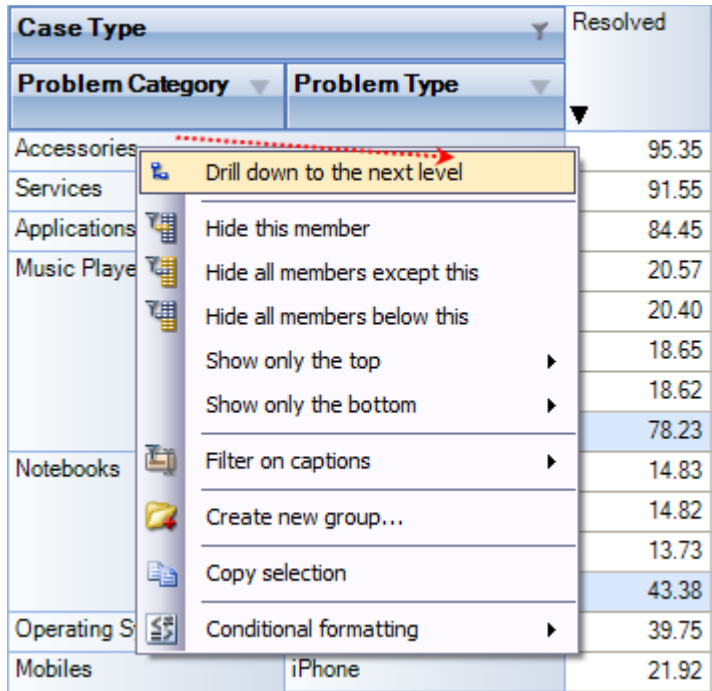 Case Type
Resolved
Problem Category
Problem Type
Accessories
95.35
Drill down to the next level
Services
91.55
Applications
84.45
Hide this member
Music Playe
20.57
Hide all members except this
20.40
Hide all members below this
18.65
Show only the top
18.62
Show only the bottom
78.23
Notebooks
14.83
Filter on captions
14.82
Create new group...
13.73
Copy selection
43.38
Operating S
39.75
Conditional formatting
Mobiles
iPhone
21.92